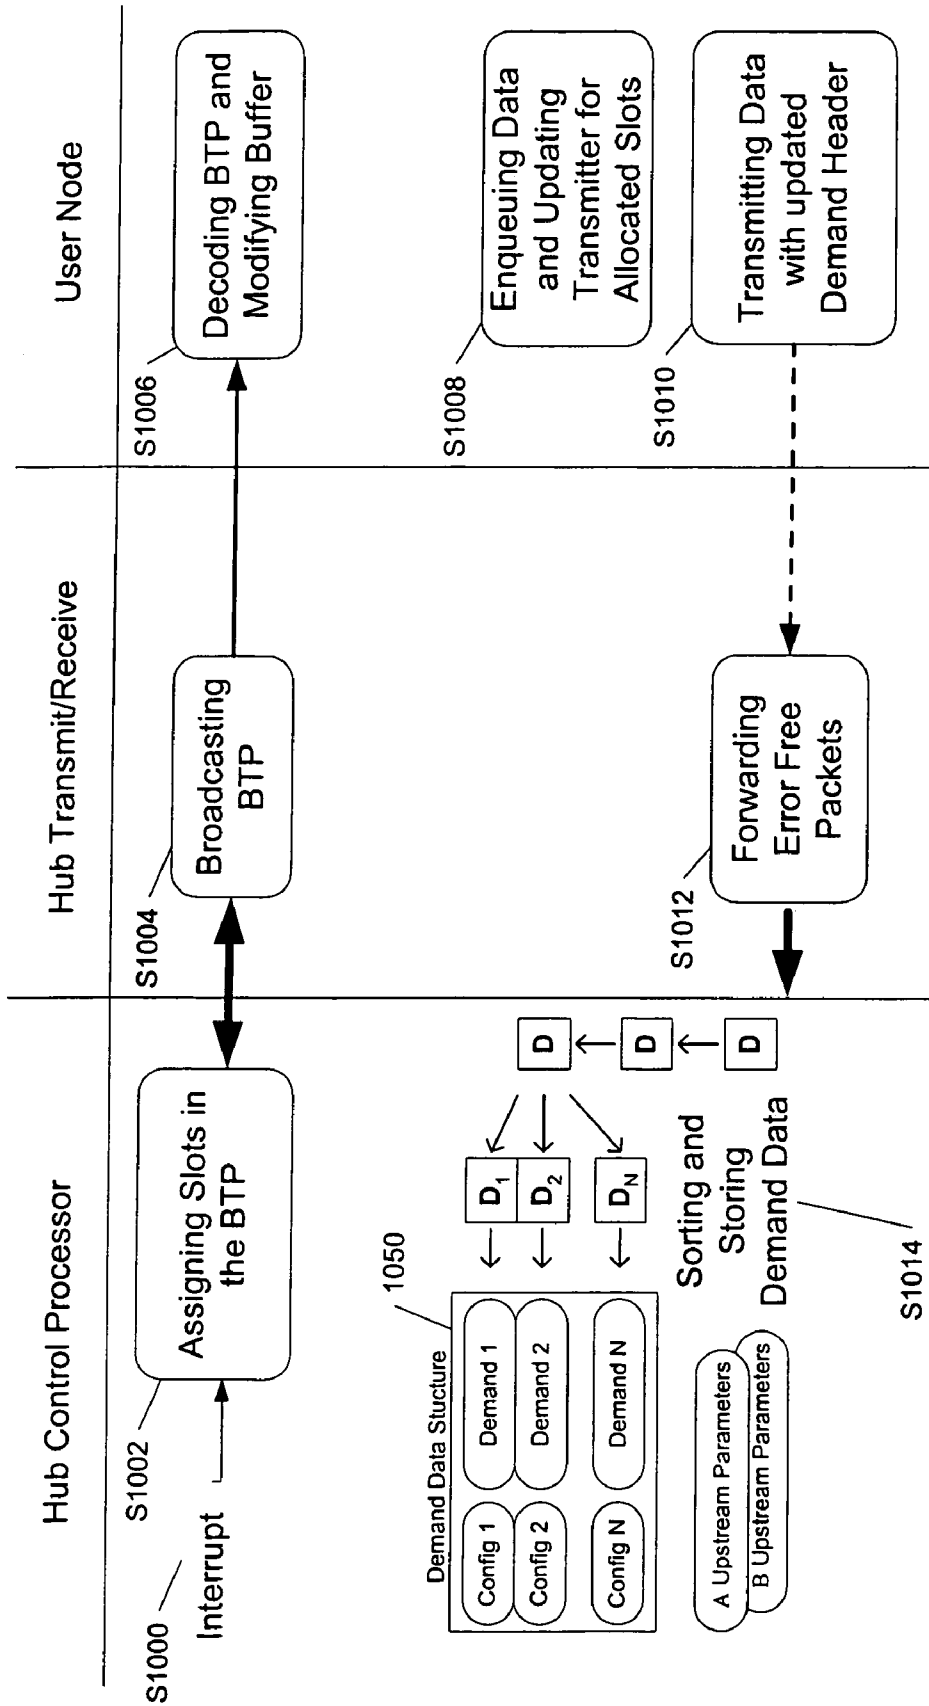 Hub Control Processor
Hub Transmit/Receive
User Node
S1000
Interrupt
S1002
Assigning Slots in
the BTP
S1004
Broadcasting
BTP
S1006
Decoding BTP and
Modifying Buffer
S1008
Enqueuing Data
and Updating
Transmitter for
Allocated Slots
S1010
Transmitting Data
with updated
Demand Header
S1012
Forwarding
Error Free
Packets
1050
Demand Data Stucture
Config 1
Demand 1
Config 2
Demand 2
Config N
Demand N
D1
D2
DN
D
D
D
A Upstream Parameters
B Upstream Parameters
Sorting and
Storing
Demand Data
S1014